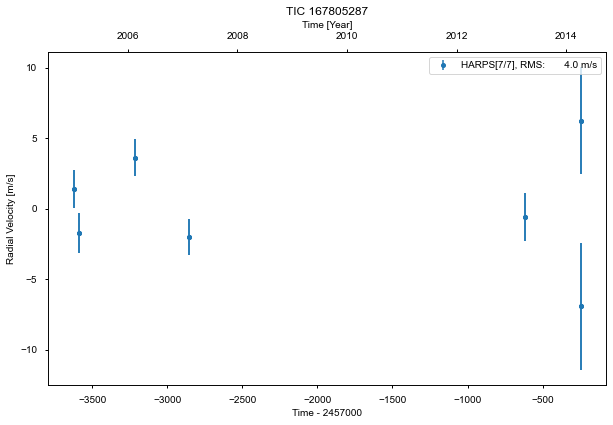 TIC 167805287
Time [Year]
2006 2008 2010 2012 2014
HARPS[7/7], RMS: 4.0 m/s
10
5
0
−5
−10
Radial Velocity [m/s]
−3500 −3000 −2500 −2000 −1500 −1000 −500
Time - 2457000